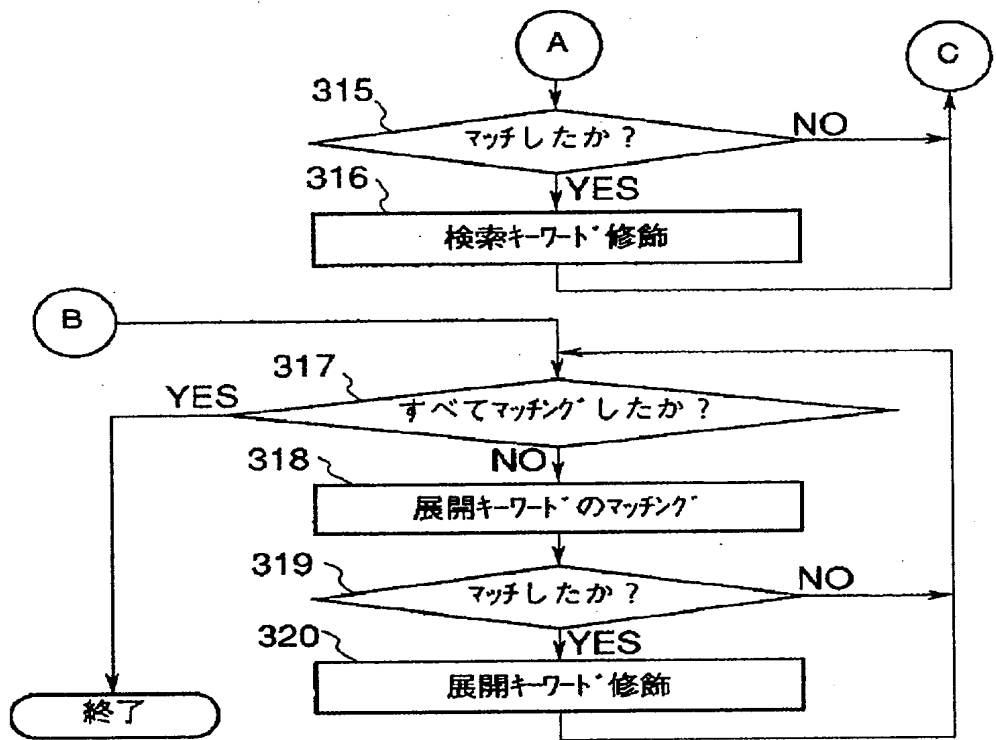 A
C
315
マッチしたか？
NO
316
YES
検索キーワード修飾
B
317
YES
すべてマッチングしたか？
NO
318
展開キーワードのマッチング
319
マッチしたか？
NO
320
YES
展開キーワード修飾
終了